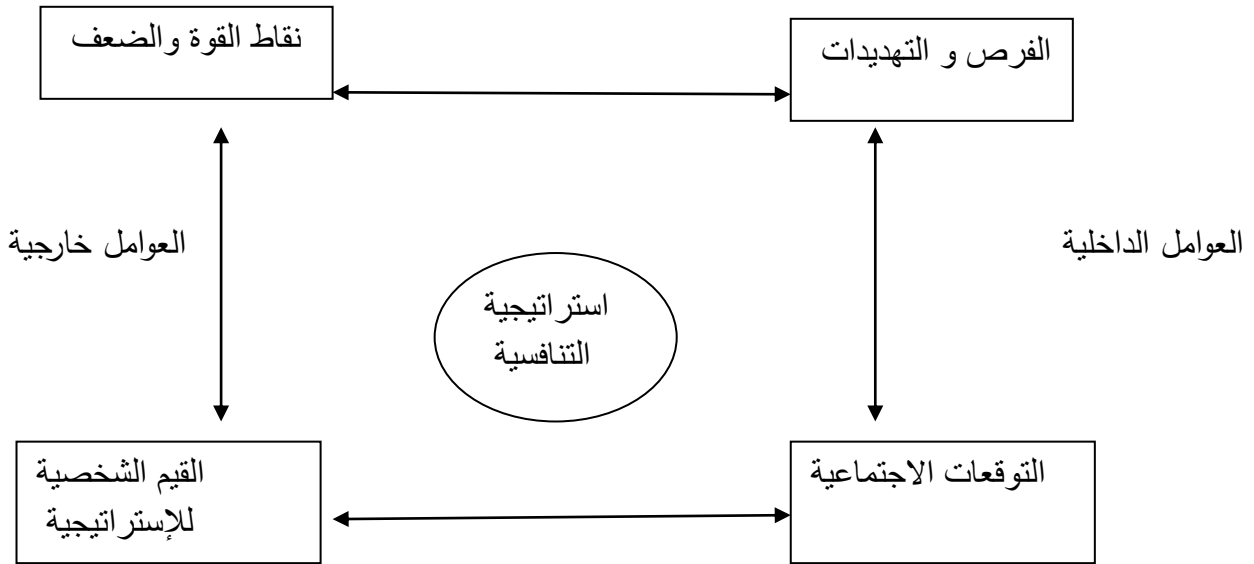 الفرص و التهديدات
نقاط القوة والضعف
العوامل الداخلية
العوامل خارجية
استراتيجية
التنافسية
التوقعات الاجتماعية
القيم الشخصية
للإستراتيجية